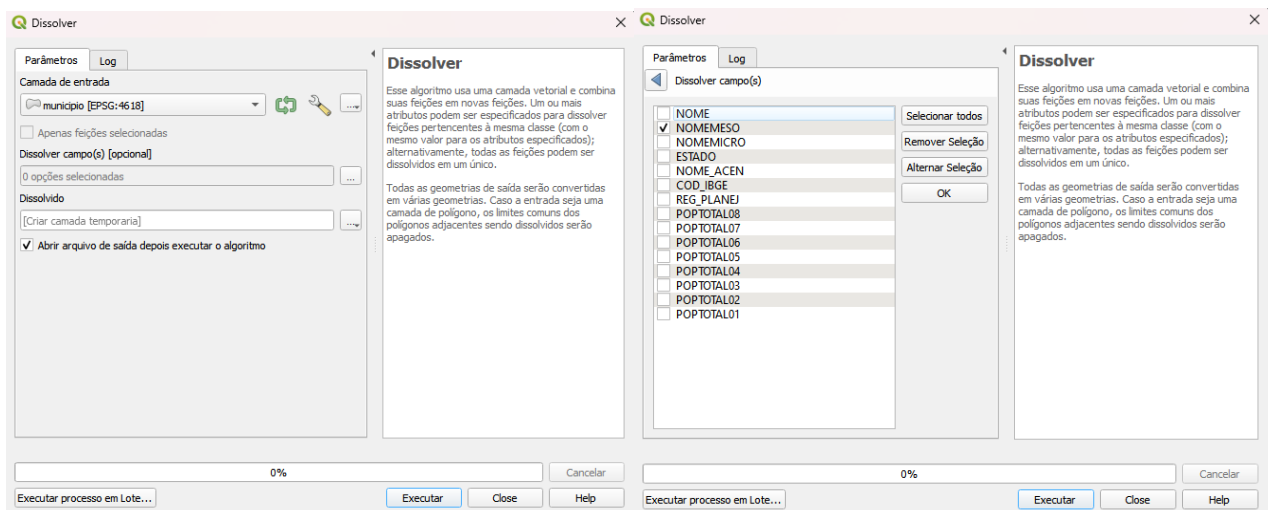 Dissolver
Parâmetros
Log
Camada de entrada
municipio [EPSG:4618]
...
Apenas feições selecionadas
Dissolver campo(s) [opcional]
0 opções selecionadas
...
Dissolvido
[Criar camada temporaria]
...
Abrir arquivo de saída depois executar o algoritmo
Dissolver
Esse algoritmo usa uma camada vetorial e combina
suas feições em novas feições. Um ou mais
atributos podem ser especificados para dissolver
feições pertencentes à mesma classe (com o
mesmo valor para os atributos especificados);
alternativamente, todas as feições podem ser
dissolvidos em um único.
Todas as geometrias de saída serão convertidas
em várias geometrias. Caso a entrada seja uma
camada de polígono, os limites comuns dos
polígonos adjacentes sendo dissolvidos serão
apagados.
0%
Cancelar
Executar processo em Lote...
Executar
Close
Help
Dissolver
Parâmetros
Log
Dissolver campo(s)
NOME
NOMEMESO
NOMEMICRO
ESTADO
NOME_ACEN
COD_IBGE
REG_PLANEJ
POPTOTAL08
POPTOTAL07
POPTOTAL06
POPTOTAL05
POPTOTAL04
POPTOTAL03
POPTOTAL02
POPTOTAL01
Selecionar todos
Remover Seleção
Alternar Seleção
OK
Dissolver
Esse algoritmo usa uma camada vetorial e combina
suas feições em novas feições. Um ou mais
atributos podem ser especificados para dissolver
feições pertencentes à mesma classe (com o
mesmo valor para os atributos especificados);
alternativamente, todas as feições podem ser
dissolvidos em um único.
Todas as geometrias de saída serão convertidas
em várias geometrias. Caso a entrada seja uma
camada de polígono, os limites comuns dos
polígonos adjacentes sendo dissolvidos serão
apagados.
0%
Cancelar
Executar processo em Lote...
Executar
Close
Help